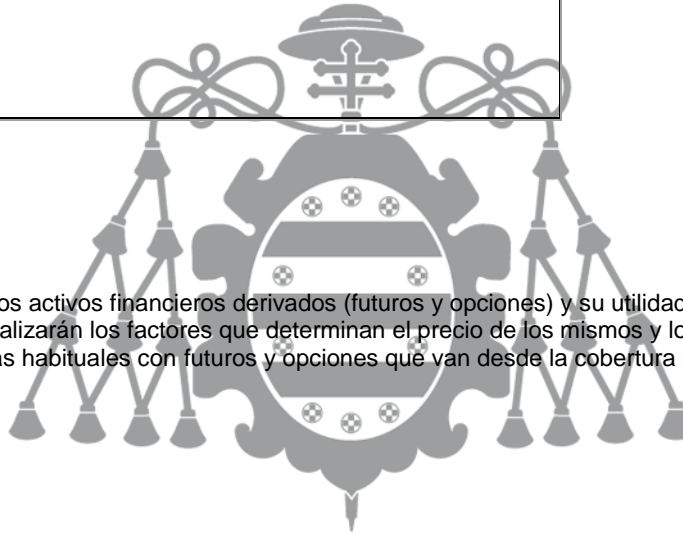 os activos financieros derivados (futuros y opciones) y su utilidad
alizarán los factores que determinan el precio de los mismos y lo
as habituales con futuros y opciones que van desde la cobertura